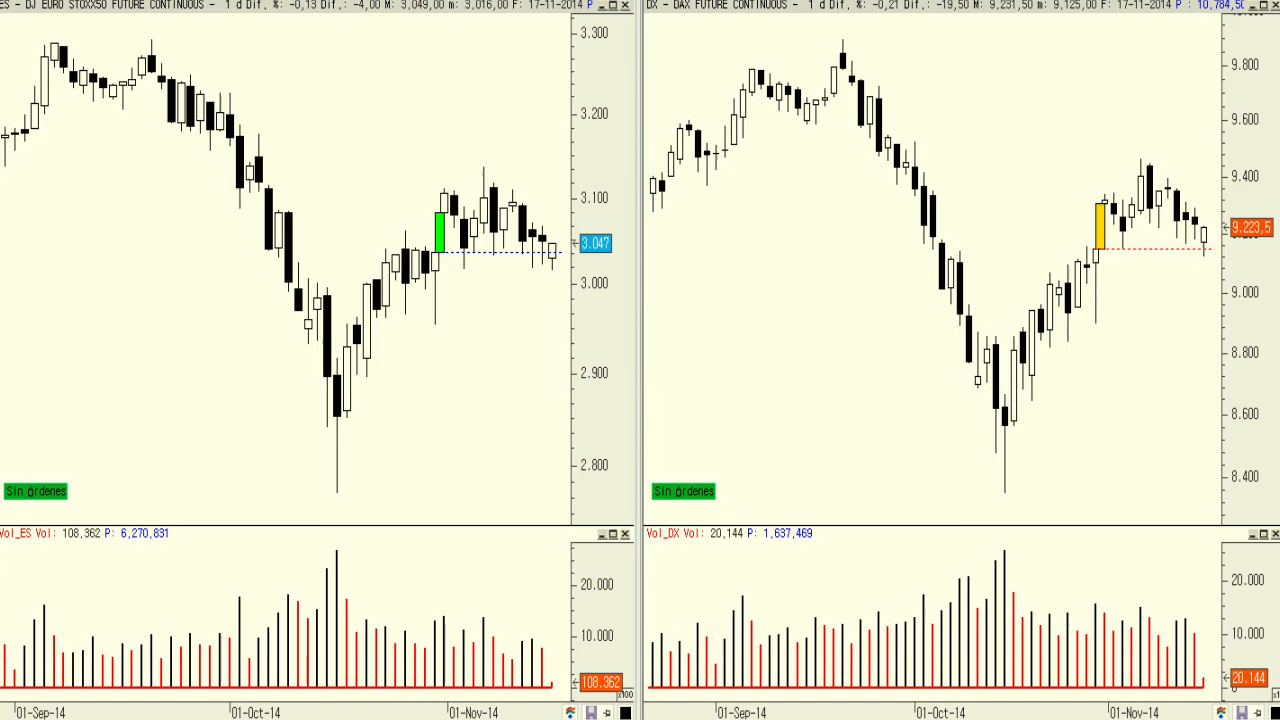 ES - DJ EURO STOXX50 FUTURE CONTINUOUS - 1 d Dif, %: -0,13 Dif,: -4,00 M: 3,049,00 m: 3,016,00 F: 17-11-2014 P
3.300
3.200
3.100
3.047
3.000
2.900
2.800
Sin órdenes
Vol_ES Vol: 108,362 P: 6,270,831
20.000
10.000
108.362
x100
01-Sep-14
01-Oct-14
01-Nov-14
DX - DAX FUTURE CONTINUOUS - 1 d Dif, %: -0,21 Dif,: -19,50 M: 9,231,50 m: 9,125,00 F: 17-11-2014 P : 10,784,50
9.800
9.600
9.400
9.223,5
9.000
8.800
8.600
8.400
Sin órdenes
Vol_DX Vol: 20,144 P: 1,637,469
20.000
10.000
20.144
0
01-Sep-14
01-Oct-14
01-Nov-14